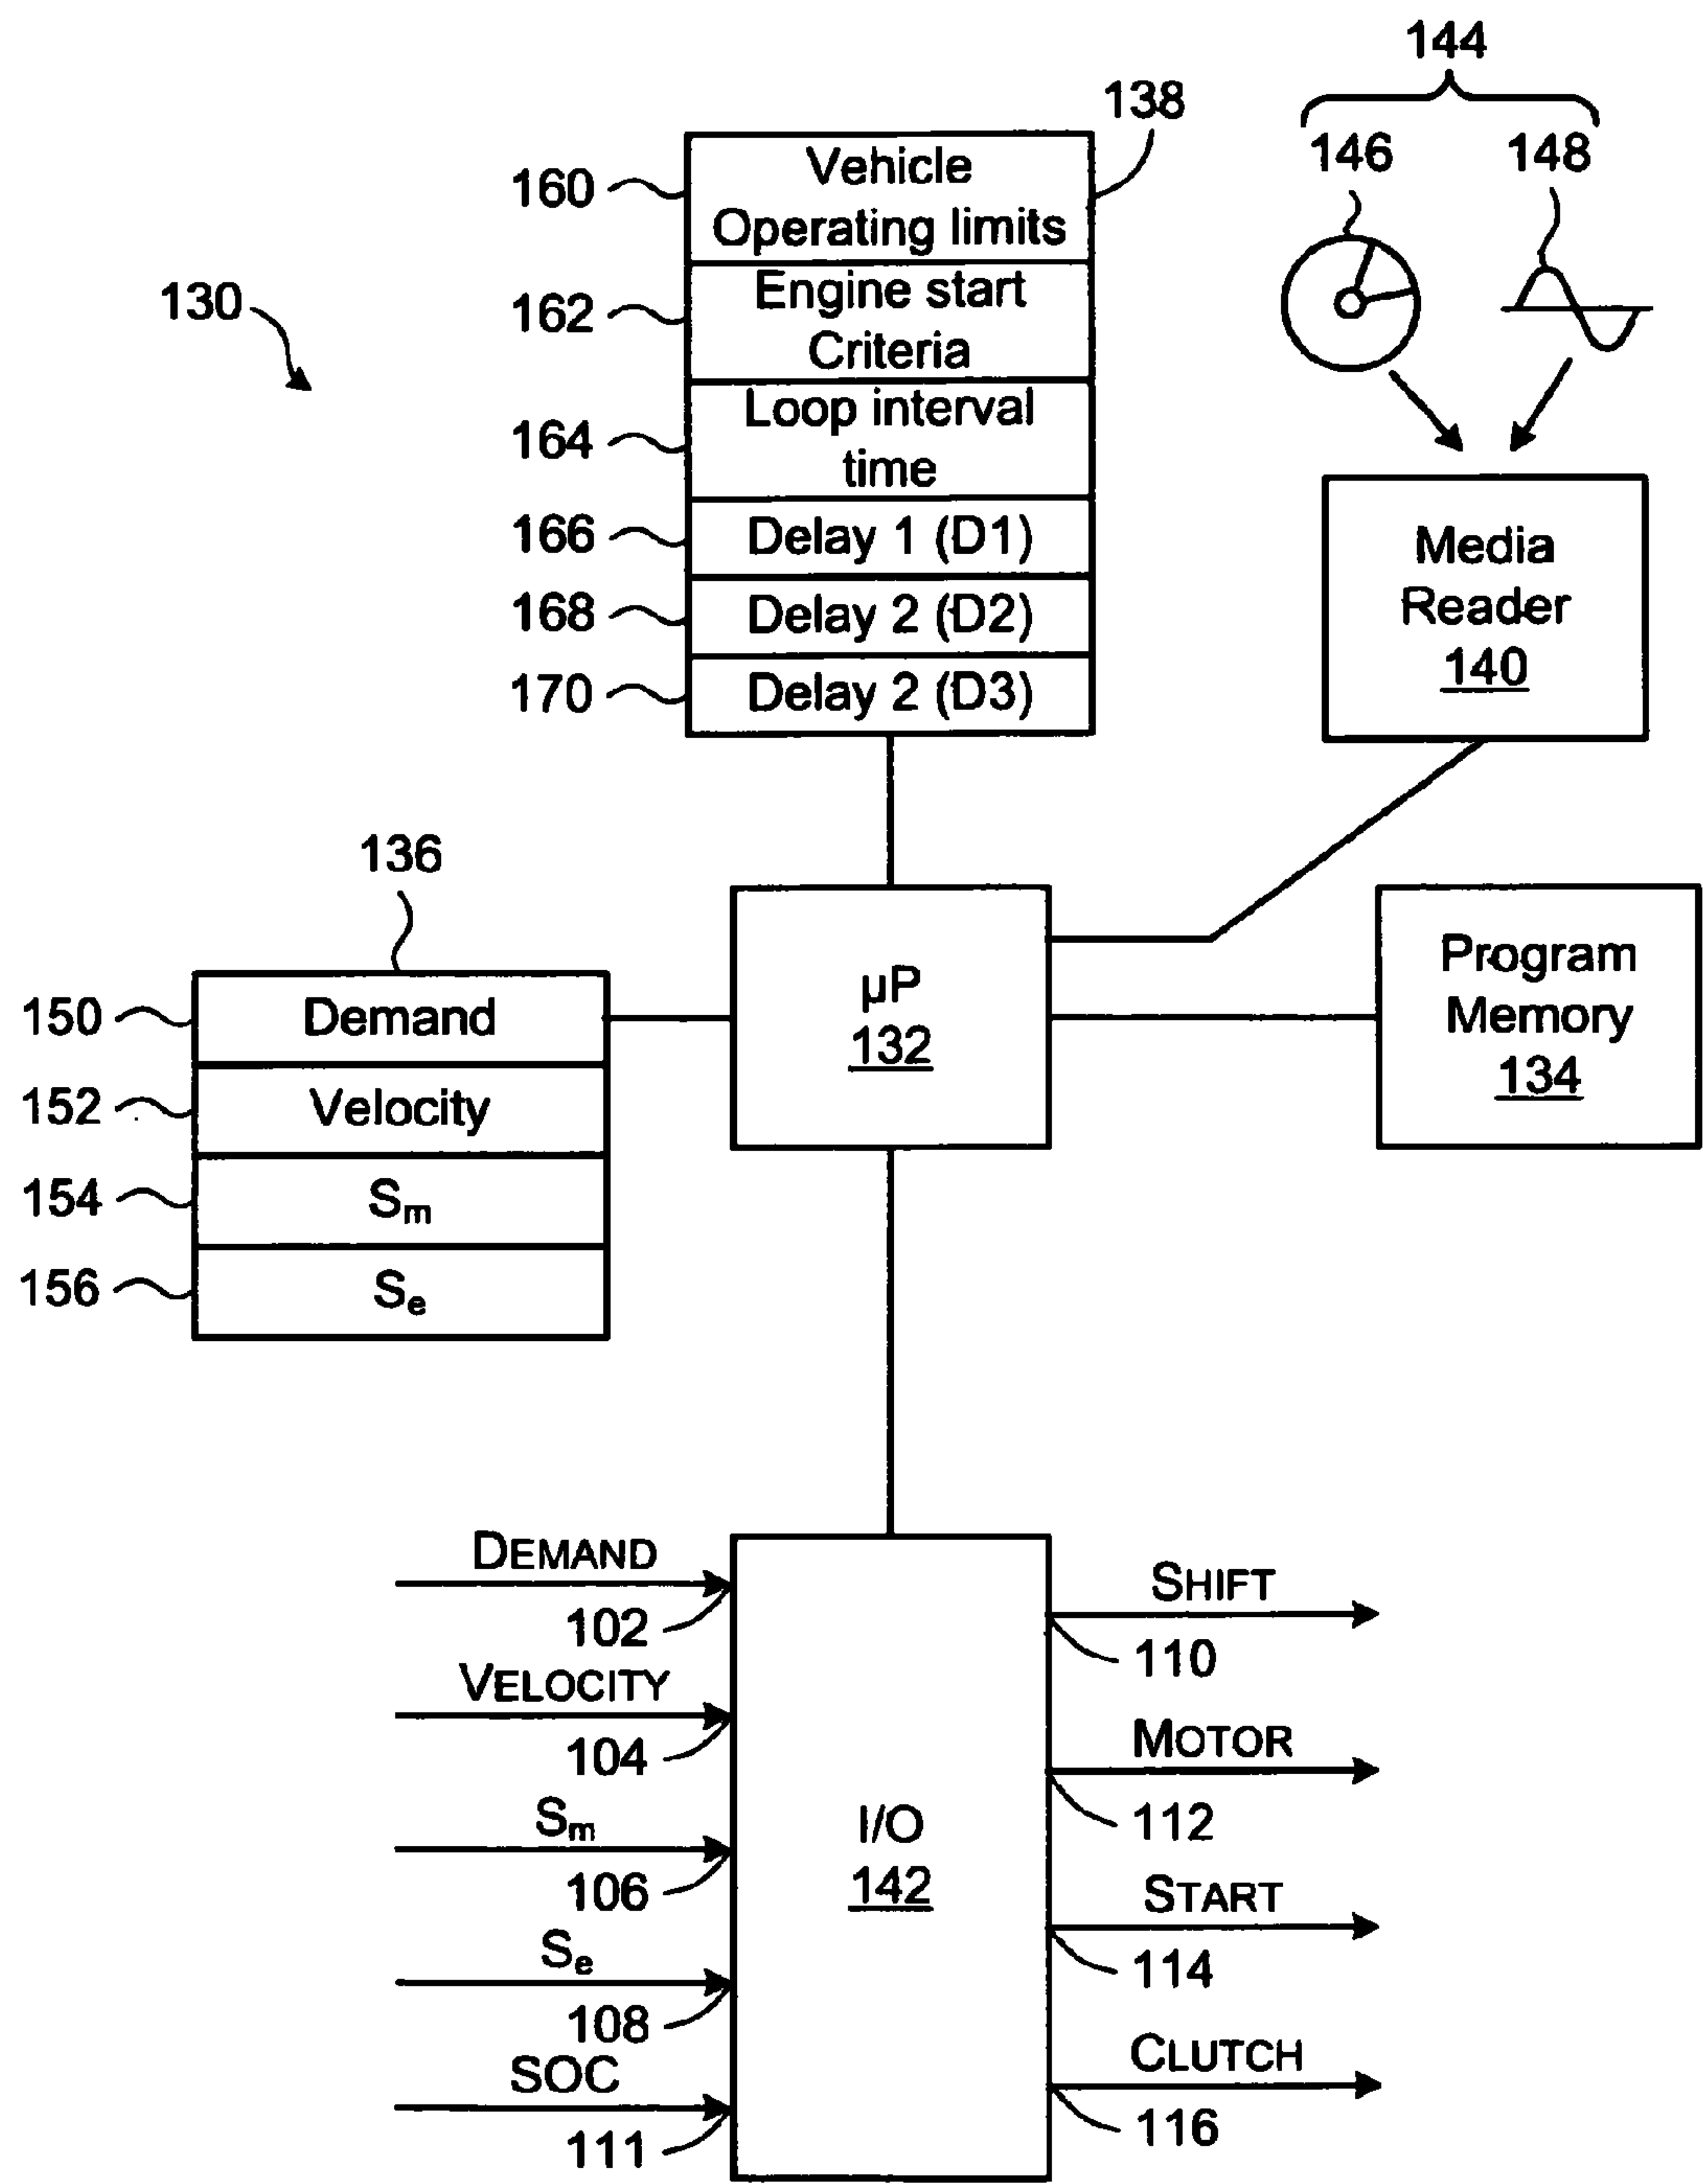 144
138
146 148
160
Vehicle
Operating limits
130
162
Engine start
Criteria
164
Loop interval
time
166
Delay 1 (D1)
168
Delay 2 (D2)
170
Delay 2 (D3)
Media
Reader
140
136
150
Demand
152
Velocity
154
Sm
156
Se
µP
132
Program
Memory
134
DEMAND
102
VELOCITY
104
Sm
106
Se
108
SOC
111
I/O
142
SHIFT
110
MOTOR
112
START
114
CLUTCH
116